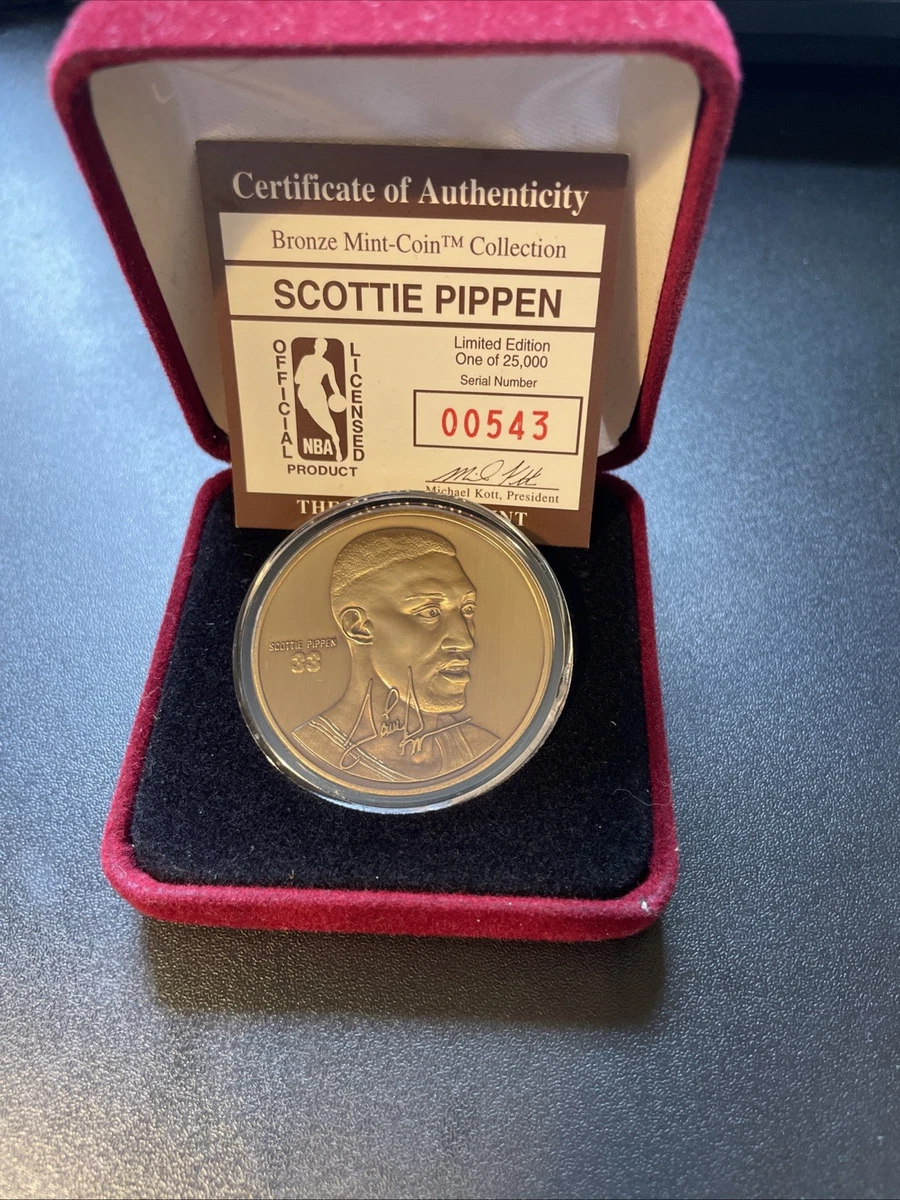 Certificate of Authenticity
Bronze Mint-Coin™ Collection
SCOTTIE PIPPEN
OFFICIAL
NBA
LICENSED
PRODUCT
Limited Edition
One of 25,000
Serial Number
00543
Michael Kott, President
THE
SCOTTIE PIPPEN
33